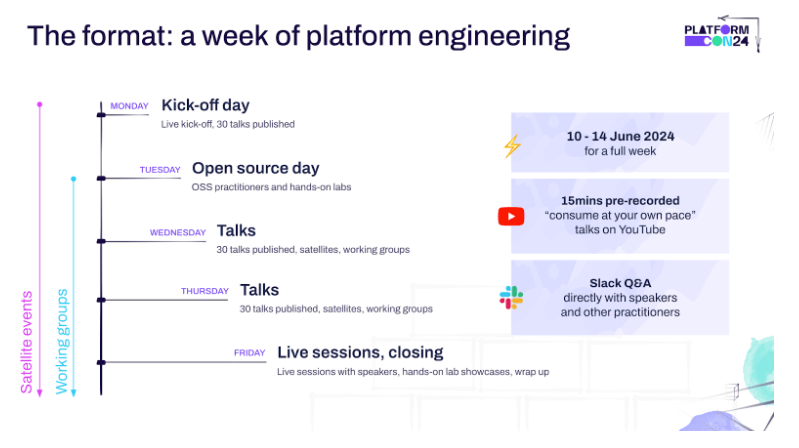 The format: a week of platform engineering
PLATFORM
CON24
MONDAY
Kick-off day
Live kick-off, 30 talks published
TUESDAY
Open source day
OSS practitioners and hands-on labs
WEDNESDAY
Talks
30 talks published, satellites, working groups
THURSDAY
Talks
30 talks published, satellites, working groups
FRIDAY
Live sessions, closing
Live sessions with speakers, hands-on lab showcases, wrap up
Satellite events
Working groups
10 - 14 June 2024
for a full week
15mins pre-recorded
“consume at your own pace”
talks on YouTube
Slack Q&A
directly with speakers
and other practitioners